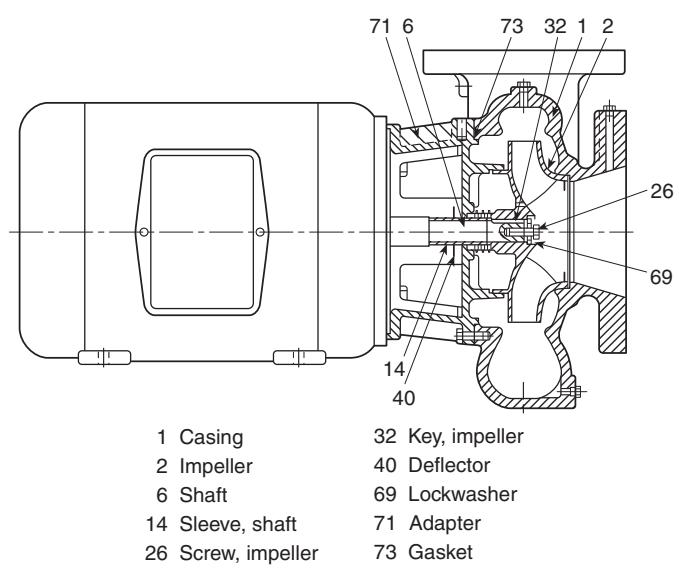 71 6 73 32 1 2
26
69
14
40
1 Casing 32 Key, impeller
2 Impeller 40 Deflector
6 Shaft 69 Lockwasher
14 Sleeve, shaft 71 Adapter
26 Screw, impeller 73 Gasket